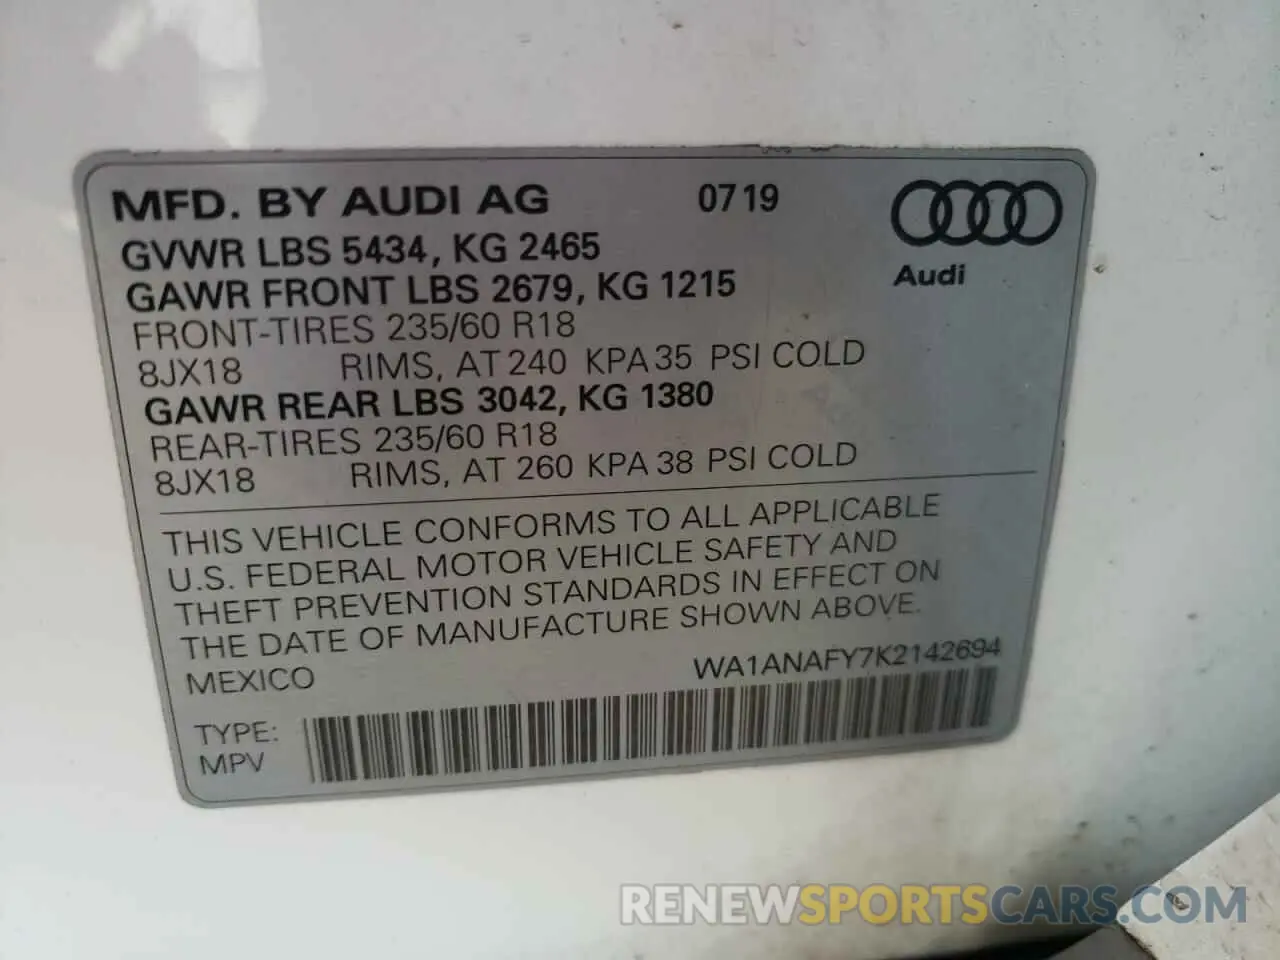 MFD. BY AUDI AG 0719
Audi
GVWR LBS 5434, KG 2465
GAWR FRONT LBS 2679, KG 1215
FRONT-TIRES 235/60 R18
8JX18 RIMS, AT 240 KPA 35 PSI COLD
GAWR REAR LBS 3042, KG 1380
REAR-TIRES 235/60 R18
8JX18 RIMS, AT 260 KPA 38 PSI COLD
THIS VEHICLE CONFORMS TO ALL APPLICABLE
U.S. FEDERAL MOTOR VEHICLE SAFETY AND
THEFT PREVENTION STANDARDS IN EFFECT ON
THE DATE OF MANUFACTURE SHOWN ABOVE.
MEXICO WA1ANAFY7K2142694
TYPE:
MPV
RENEWSPORTSCARS.COM